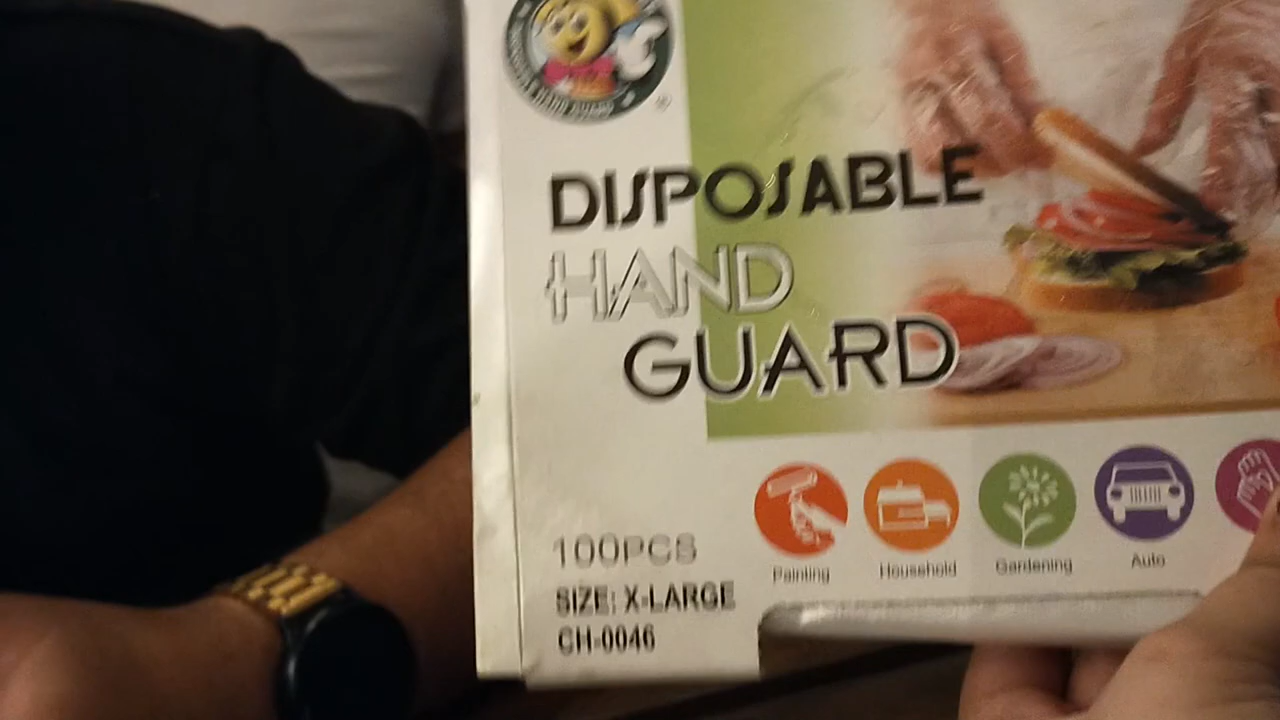 DISPOSABLE
HAND
GUARD
100PCS
SIZE: X-LARGE
CH-0046
Painting
Household
Gardening
Auto